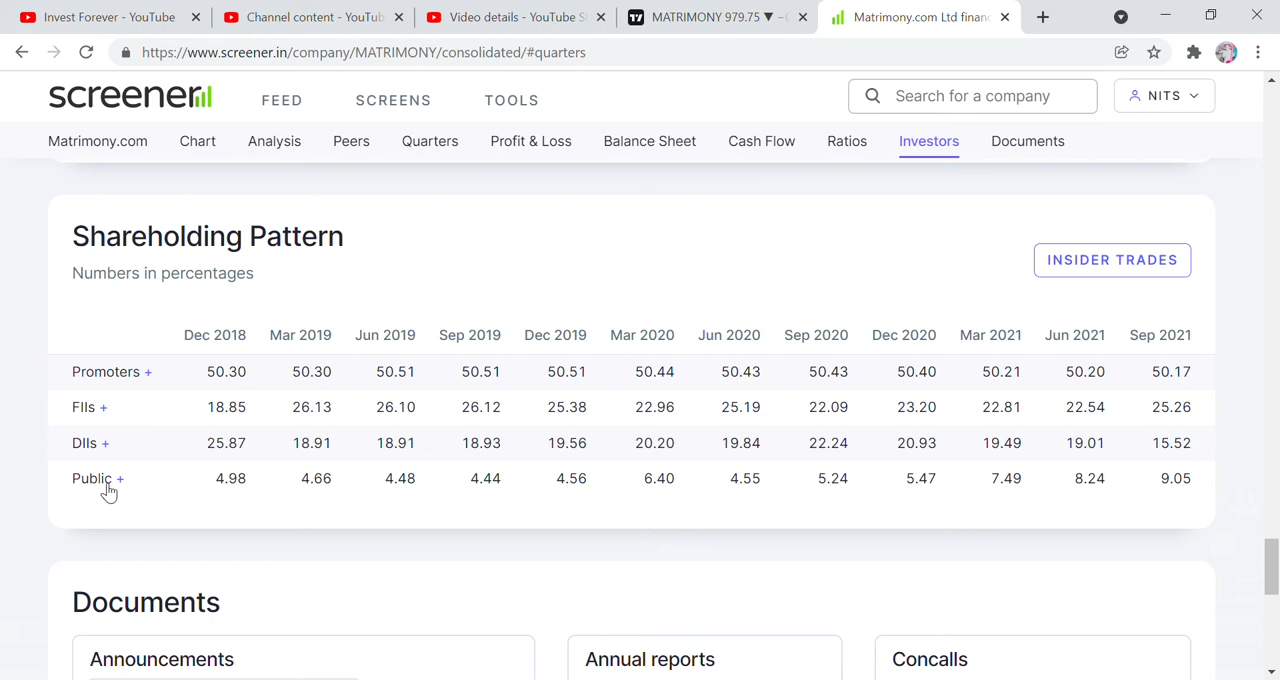 Invest Forever - YouTube
Channel content - YouTub
Video details - YouTube S
MATRIMONY 979.75 ▼ −
Matrimony.com Ltd financ
https://www.screener.in/company/MATRIMONY/consolidated/#quarters
screener
FEED SCREENS TOOLS
Search for a company
NITS
Matrimony.com Chart Analysis Peers Quarters Profit & Loss Balance Sheet Cash Flow Ratios Investors Documents
Shareholding Pattern
Numbers in percentages
INSIDER TRADES
Dec 2018 Mar 2019 Jun 2019 Sep 2019 Dec 2019 Mar 2020 Jun 2020 Sep 2020 Dec 2020 Mar 2021 Jun 2021 Sep 2021
Promoters + 50.30 50.30 50.51 50.51 50.51 50.44 50.43 50.43 50.40 50.21 50.20 50.17
FIIs + 18.85 26.13 26.10 26.12 25.38 22.96 25.19 22.09 23.20 22.81 22.54 25.26
DIIs + 25.87 18.91 18.91 18.93 19.56 20.20 19.84 22.24 20.93 19.49 19.01 15.52
Public + 4.98 4.66 4.48 4.44 4.56 6.40 4.55 5.24 5.47 7.49 8.24 9.05
Documents
Announcements
Annual reports
Concalls